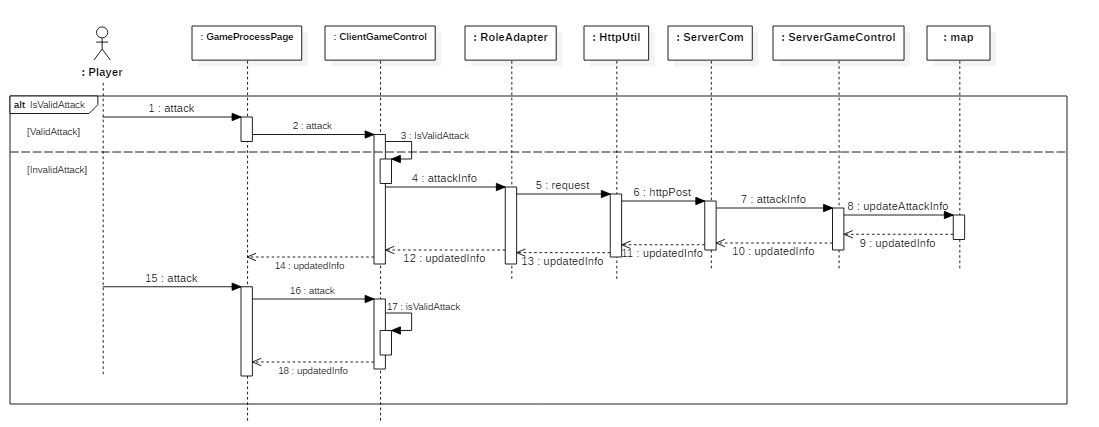 : GameProcessPage
: ClientGameControl
: RoleAdapter
: HttpUtil
: ServerCom
: ServerGameControl
: map
: Player
alt IsValidAttack
1 : attack
[ValidAttack]
2 : attack
3 : IsValidAttack
[InvalidAttack]
4 : attackInfo
5 : request
6 : httpPost
7 : attackInfo
8 : updateAttackInfo
9 : updatedInfo
10 : updatedInfo
11 : updatedInfo
12 : updatedInfo
13 : updatedInfo
14 : updatedInfo
15 : attack
16 : attack
17 : isValidAttack
18 : updatedInfo